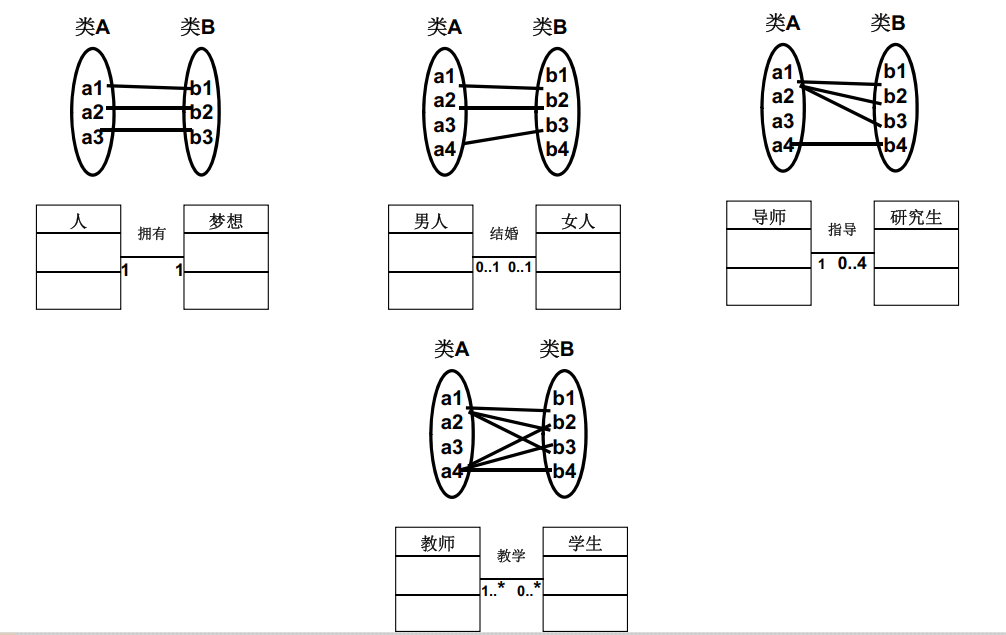 类A 类B
a1 b1
a2 b2
a3 b3
人 拥有 梦想
1 1
类A 类B
a1 b1
a2 b2
a3 b3
a4 b4
男人 结婚 女人
0..1 0..1
类A 类B
a1 b1
a2 b2
a3 b3
a4 b4
导师 指导 研究生
1 0..4
类A 类B
a1 b1
a2 b2
a3 b3
a4 b4
教师 教学 学生
1..* 0..*